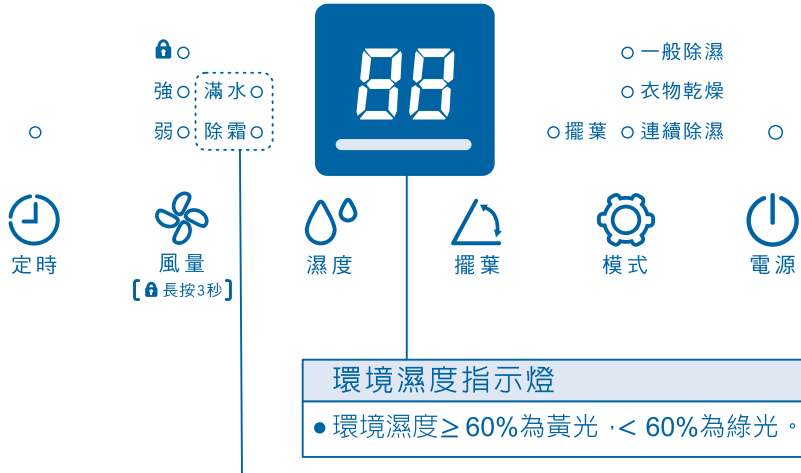 88
一般除濕
強 滿水 衣物乾燥
弱 除霜 擺葉 連續除濕
定時 風量 濕度 擺葉 模式 電源
【長按3秒】
環境濕度指示燈
●環境濕度≥60%為黃光,<60%為綠光。